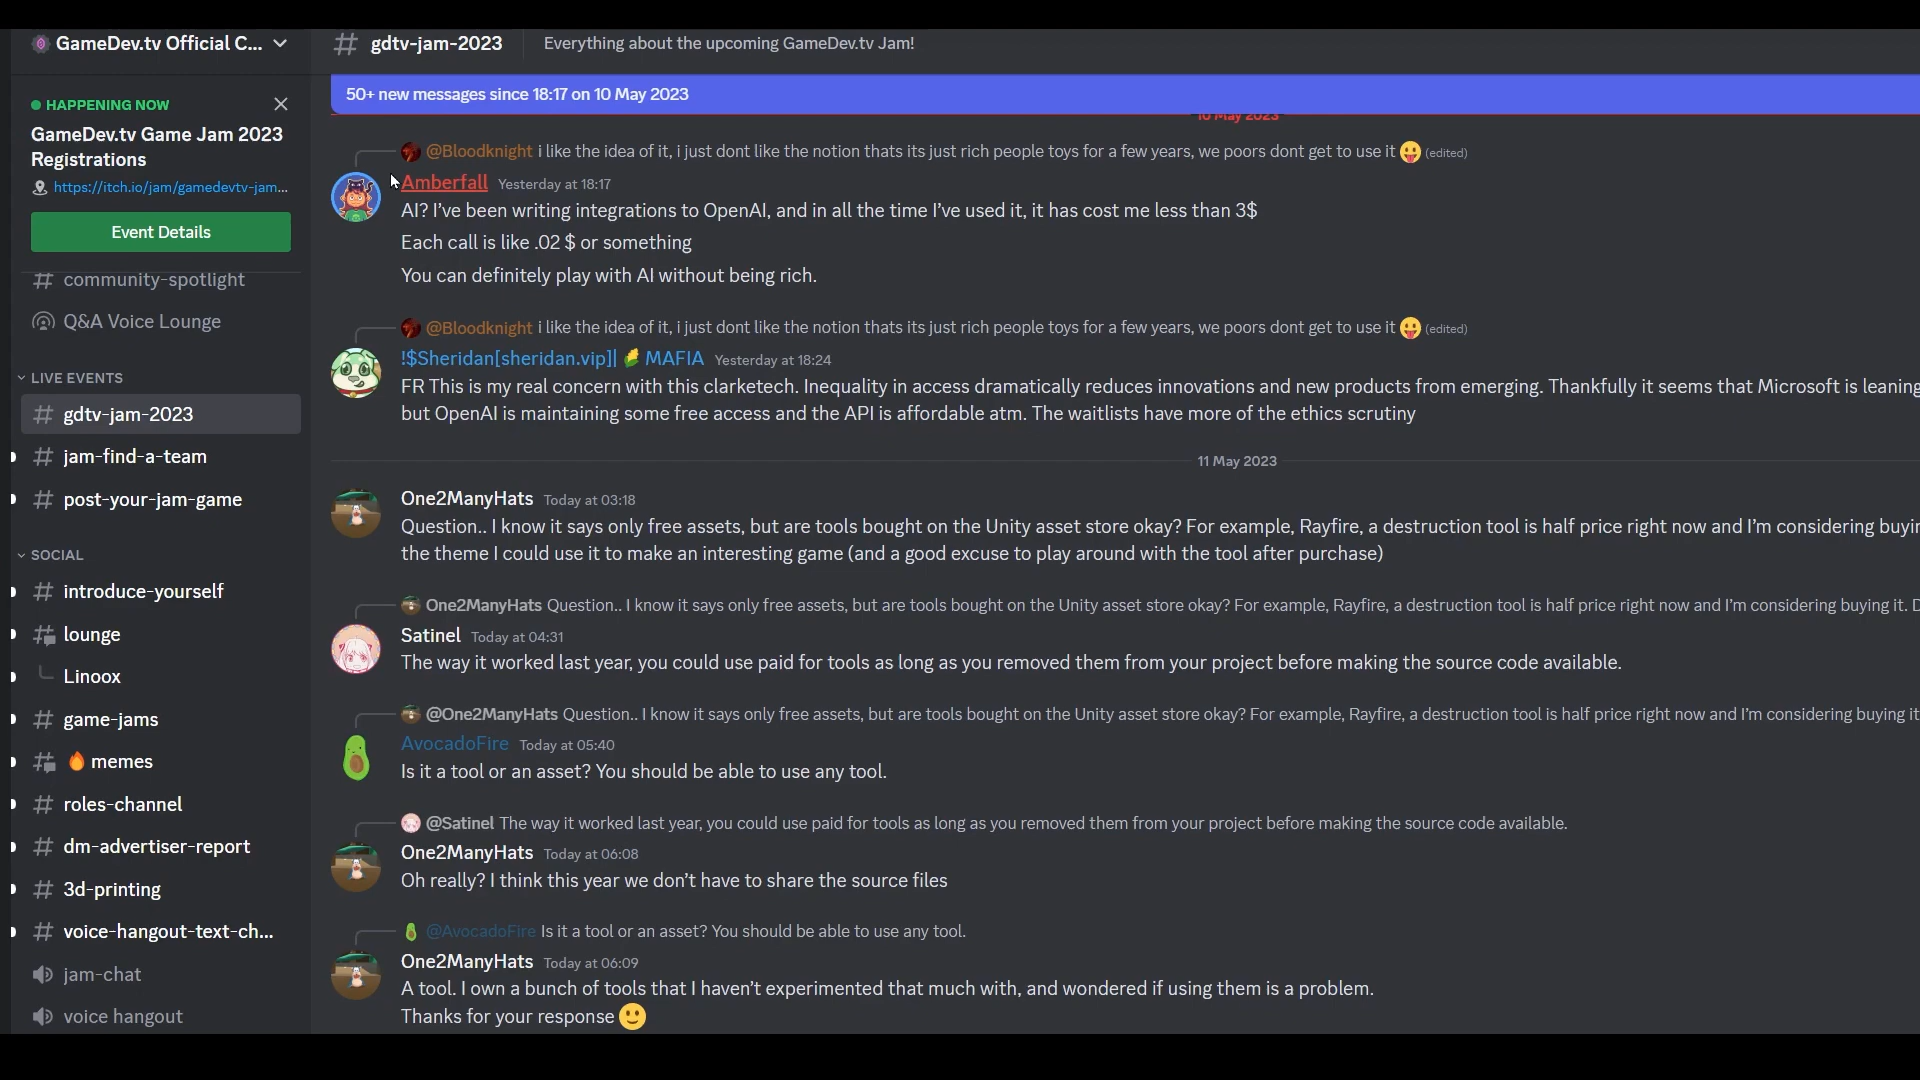 GameDev.tv Official C...
HAPPENING NOW
GameDev.tv Game Jam 2023
Registrations
https://itch.io/jam/gamedevtv-jam...
Event Details
community-spotlight
Q&A Voice Lounge
LIVE EVENTS
gdtv-jam-2023
jam-find-a-team
post-your-jam-game
SOCIAL
introduce-yourself
lounge
Linoox
game-jams
🔥 memes
roles-channel
dm-advertiser-report
3d-printing
voice-hangout-text-ch...
jam-chat
voice hangout
# gdtv-jam-2023 Everything about the upcoming GameDev.tv Jam!
50+ new messages since 18:17 on 10 May 2023
10 May 2023
@Bloodknight i like the idea of it, i just dont like the notion thats its just rich people toys for a few years, we poors dont get to use it 😛 (edited)
Amberfall Yesterday at 18:17
AI? I've been writing integrations to OpenAI, and in all the time I've used it, it has cost me less than 3$
Each call is like .02 $ or something
You can definitely play with AI without being rich.
@Bloodknight i like the idea of it, i just dont like the notion thats its just rich people toys for a few years, we poors dont get to use it 😛 (edited)
!$Sheridan[sheridan.vip]| 🌽 MAFIA Yesterday at 18:24
FR This is my real concern with this clarketech. Inequality in access dramatically reduces innovations and new products from emerging. Thankfully it seems that Microsoft is leaning
but OpenAI is maintaining some free access and the API is affordable atm. The waitlists have more of the ethics scrutiny
11 May 2023
One2ManyHats Today at 03:18
Question.. I know it says only free assets, but are tools bought on the Unity asset store okay? For example, Rayfire, a destruction tool is half price right now and I'm considering buyin
the theme I could use it to make an interesting game (and a good excuse to play around with the tool after purchase)
One2ManyHats Question.. I know it says only free assets, but are tools bought on the Unity asset store okay? For example, Rayfire, a destruction tool is half price right now and I'm considering buying it. D
Satinel Today at 04:31
The way it worked last year, you could use paid for tools as long as you removed them from your project before making the source code available.
@One2ManyHats Question.. I know it says only free assets, but are tools bought on the Unity asset store okay? For example, Rayfire, a destruction tool is half price right now and I'm considering buying it
AvocadoFire Today at 05:40
Is it a tool or an asset? You should be able to use any tool.
@Satinel The way it worked last year, you could use paid for tools as long as you removed them from your project before making the source code available.
One2ManyHats Today at 06:08
Oh really? I think this year we don't have to share the source files
@AvocadoFire Is it a tool or an asset? You should be able to use any tool.
One2ManyHats Today at 06:09
A tool. I own a bunch of tools that I haven't experimented that much with, and wondered if using them is a problem.
Thanks for your response 🙂